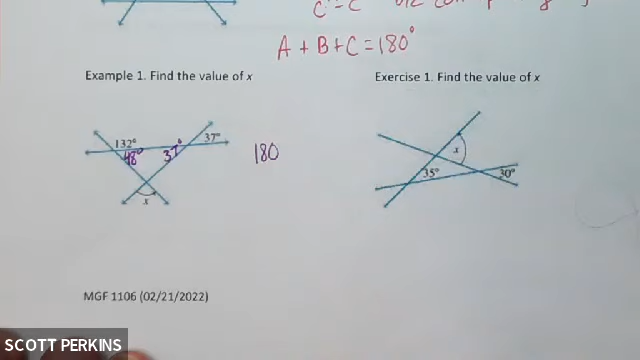 C = C
A + B + C = 180°
Example 1. Find the value of x
Exercise 1. Find the value of x
132°
37°
48°
37°
180
x
x
35°
30°
MGF 1106 (02/21/2022)
SCOTT PERKINS